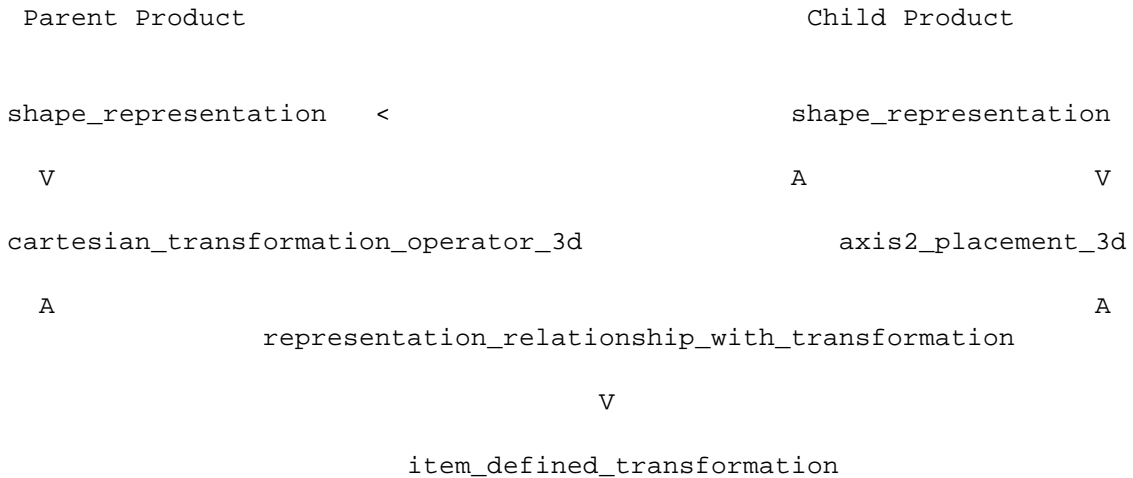 Parent Product Child Product
shape_representation < shape_representation
V A V
cartesian_transformation_operator_3d axis2_placement_3d
A A
representation_relationship_with_transformation
V
item_defined_transformation